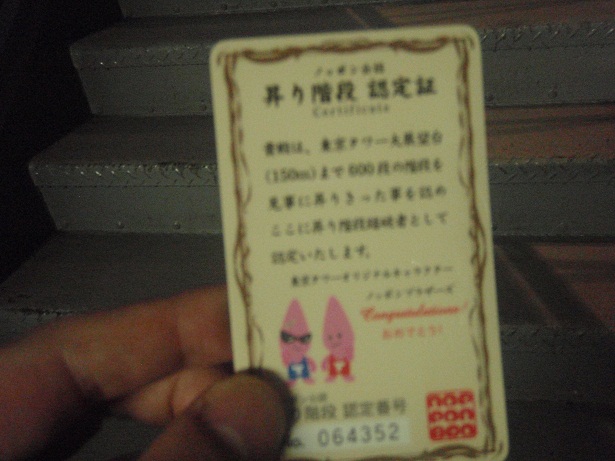 ノッポン公認
昇り階段 認定証
Certificate
貴殿は、東京タワー大展望台
(150m)まで600段の階段を
見事に昇りきった事を認め
ここに昇り階段踏破者として
認定いたします。
東京タワーオリジナルキャラクター
ノッポンブラザーズ
Congratulations!
おめでとう!
階段 認定番号
No. 064352